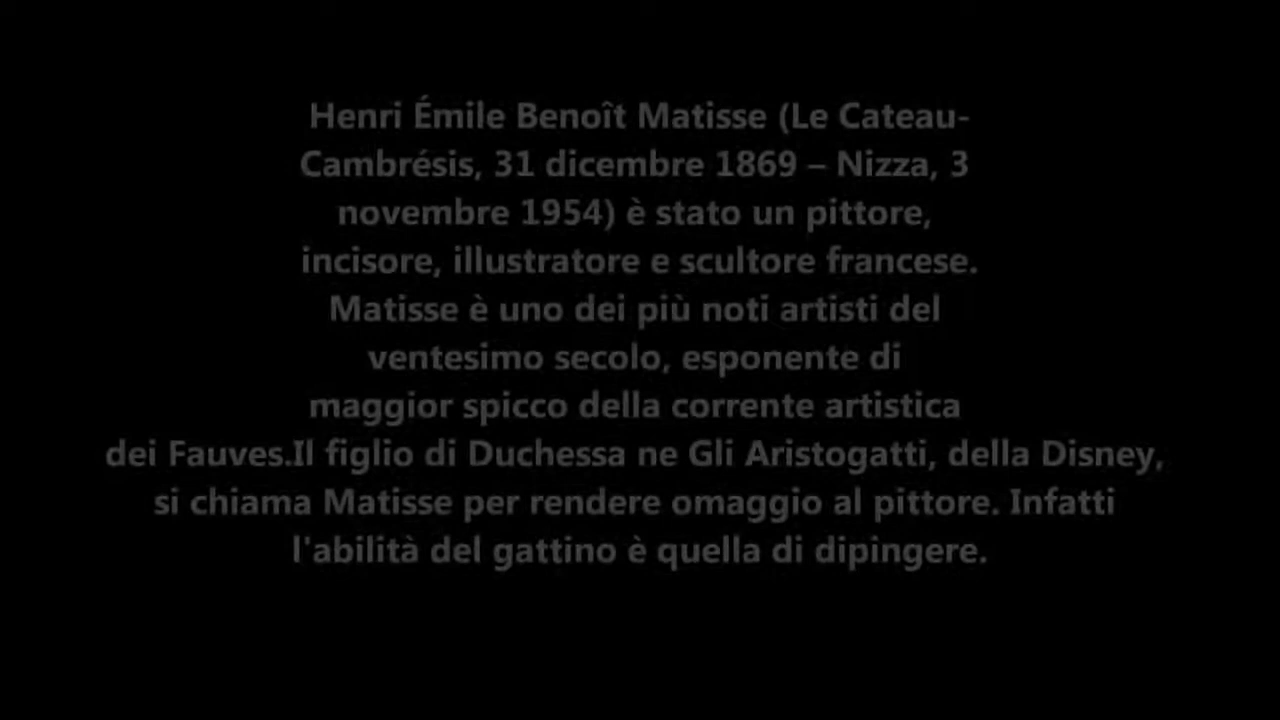 Henri Émile Benoît Matisse (Le Cateau-
Cambrésis, 31 dicembre 1869 – Nizza, 3
novembre 1954) è stato un pittore,
incisore, illustratore e scultore francese.
Matisse è uno dei più noti artisti del
ventesimo secolo, esponente di
maggior spicco della corrente artistica
dei Fauves.Il figlio di Duchessa ne Gli Aristogatti, della Disney,
si chiama Matisse per rendere omaggio al pittore. Infatti
l'abilità del gattino è quella di dipingere.